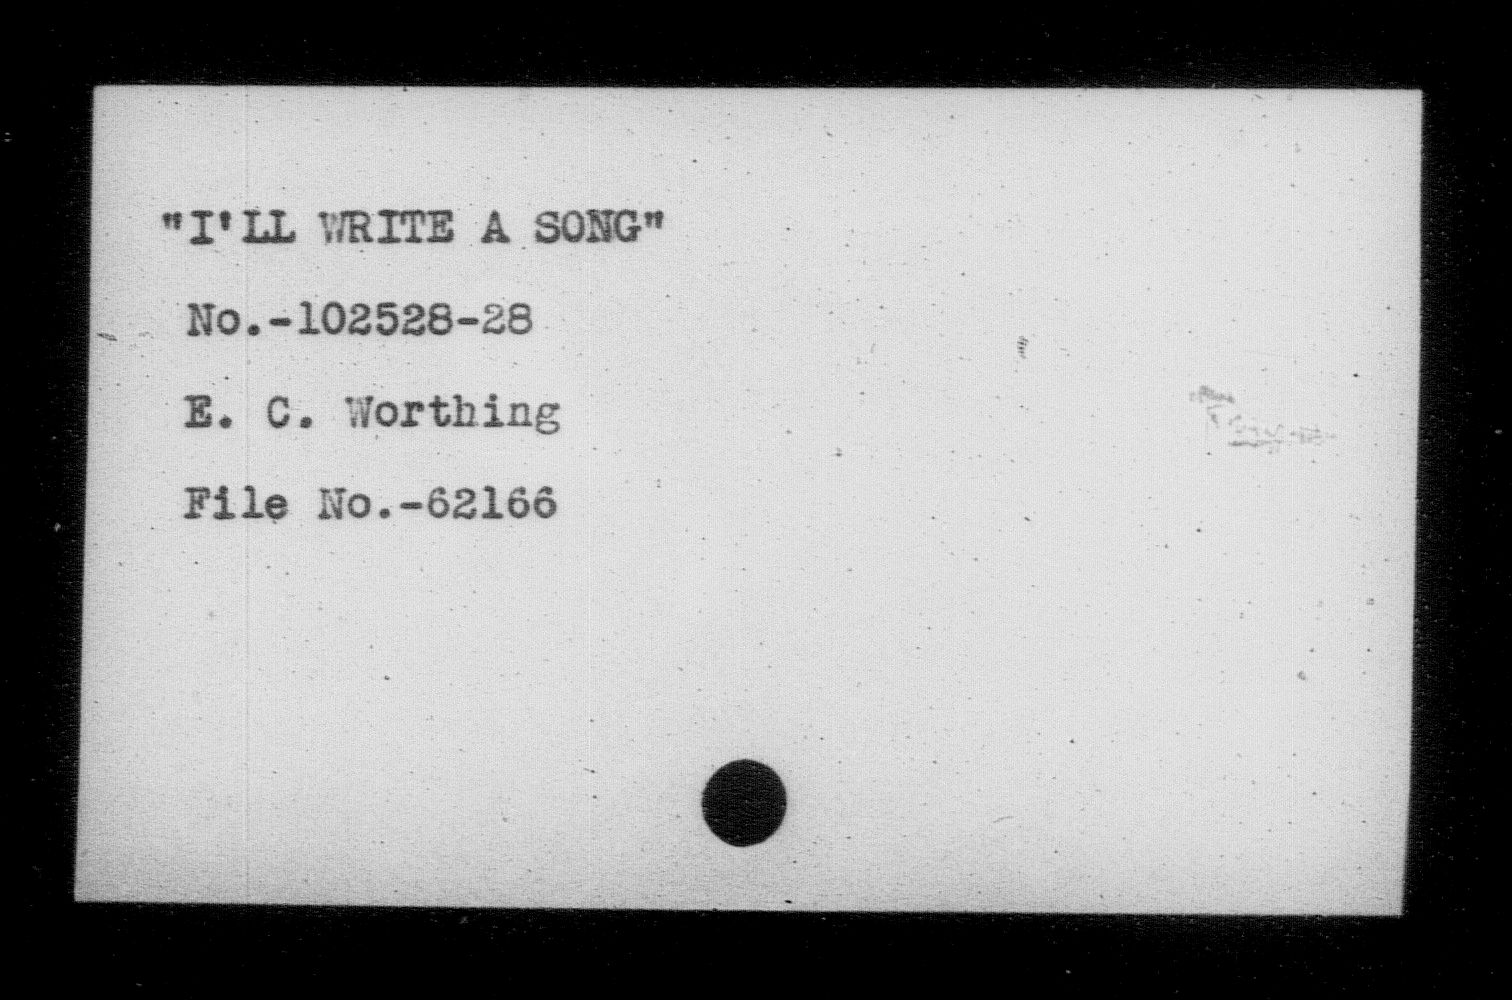 "I'LL WRITE A SONG"
No.-102528-28
E. C. Worthing
File No.-62166